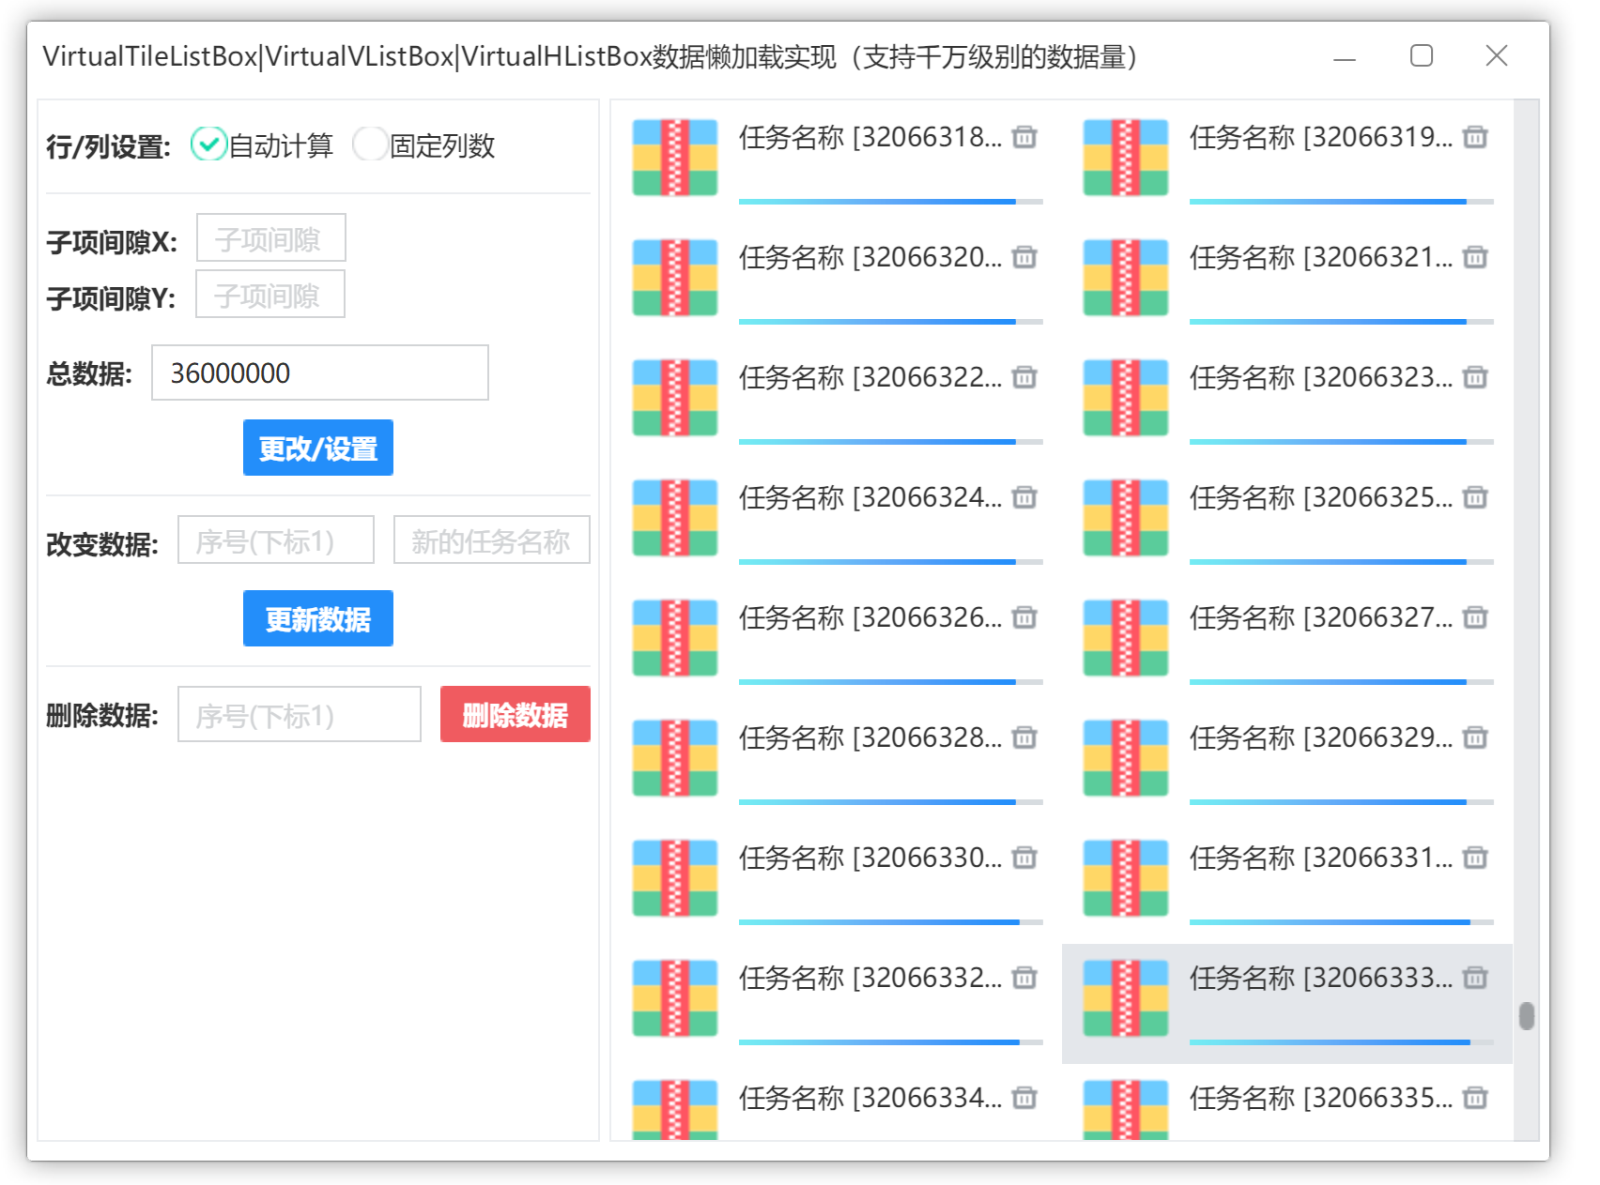 VirtualTileListBox|VirtualVListBox|VirtualHListBox数据懒加载实现（支持千万级别的数据量）
行/列设置: 自动计算 固定列数
子项间隙X: 子项间隙
子项间隙Y: 子项间隙
总数据: 36000000
更改/设置
改变数据: 序号(下标1) 新的任务名称
更新数据
删除数据: 序号(下标1) 删除数据
任务名称 [32066318... 任务名称 [32066319...
任务名称 [32066320... 任务名称 [32066321...
任务名称 [32066322... 任务名称 [32066323...
任务名称 [32066324... 任务名称 [32066325...
任务名称 [32066326... 任务名称 [32066327...
任务名称 [32066328... 任务名称 [32066329...
任务名称 [32066330... 任务名称 [32066331...
任务名称 [32066332... 任务名称 [32066333...
任务名称 [32066334... 任务名称 [32066335...